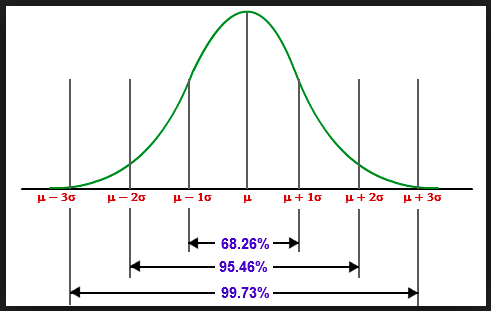 μ − 3σ μ − 2σ μ − 1σ μ μ + 1σ μ + 2σ μ + 3σ
68.26%
95.46%
99.73%